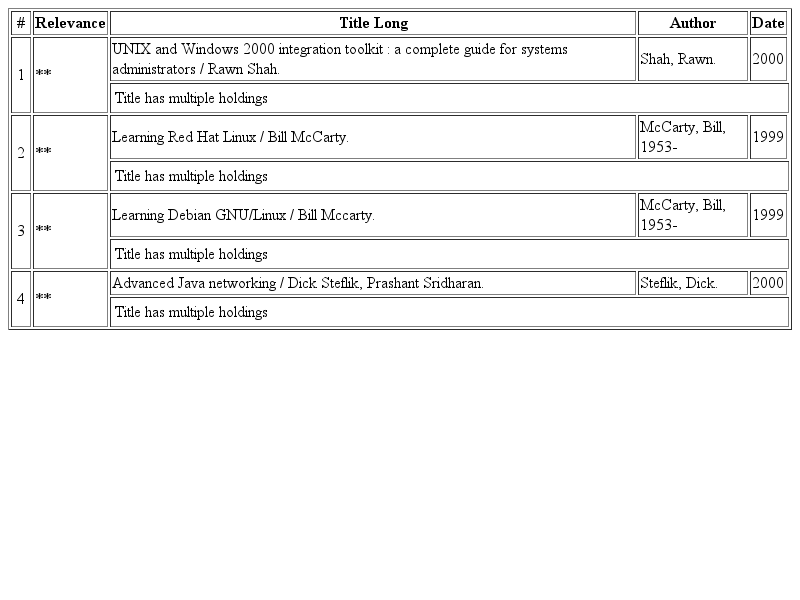 # Relevance Title Long Author Date
1 ** UNIX and Windows 2000 integration toolkit : a complete guide for systems administrators / Rawn Shah. Shah, Rawn. 2000
Title has multiple holdings
2 ** Learning Red Hat Linux / Bill McCarty. McCarty, Bill, 1953- 1999
Title has multiple holdings
3 ** Learning Debian GNU/Linux / Bill Mccarty. McCarty, Bill, 1953- 1999
Title has multiple holdings
4 ** Advanced Java networking / Dick Steflik, Prashant Sridharan. Steflik, Dick. 2000
Title has multiple holdings